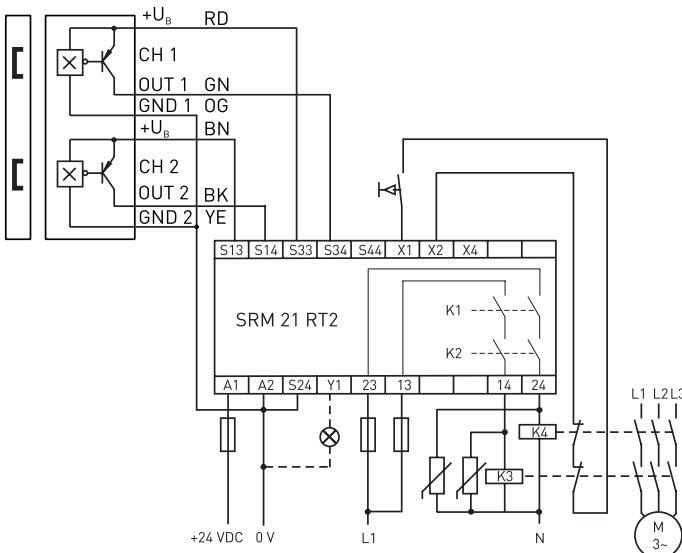 +UB RD
CH 1
OUT 1 GN
GND 1 OG
+UB BN
CH 2
OUT 2 BK
GND 2 YE
S13 S14 S33 S34 S44 X1 X2 X4
SRM 21 RT2
K1
K2
A1 A2 S24 Y1 23 13 14 24
L1 L2 L3
K4
K3
+24 VDC 0 V L1 N
M
3~